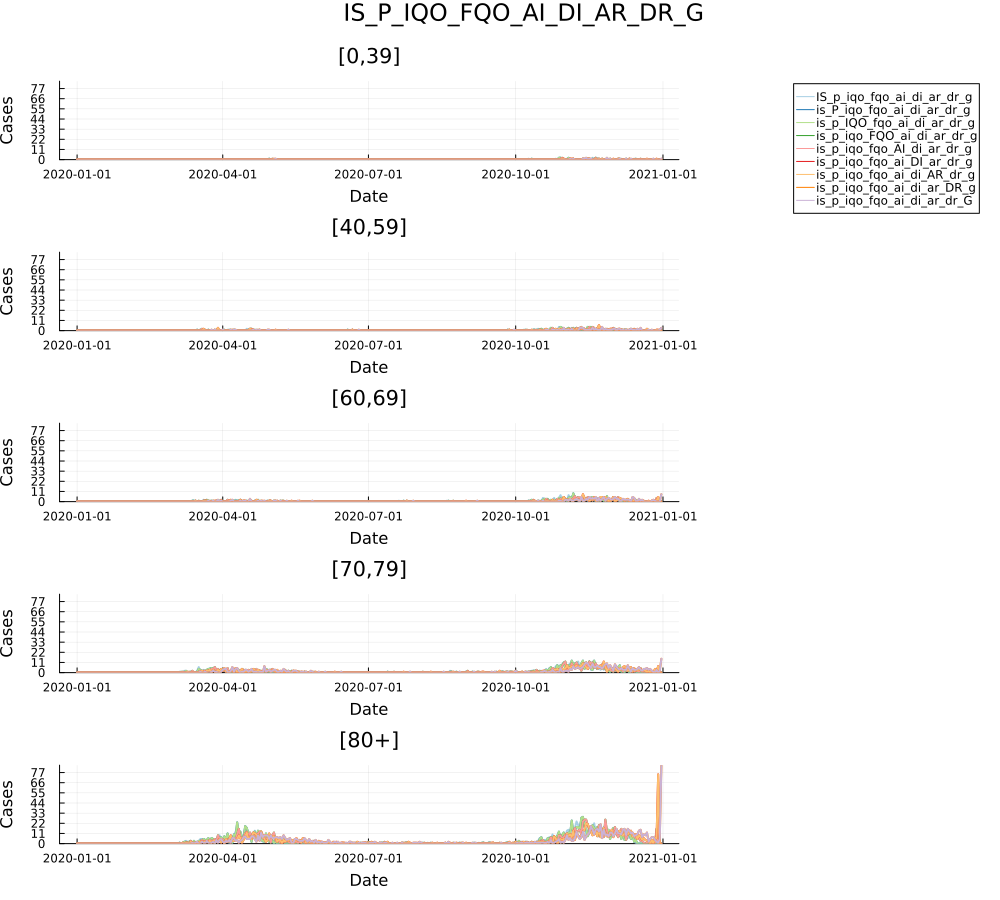 IS_P_IQO_FQO_AI_DI_AR_DR_G
[0,39]
Cases
77
66
55
44
33
22
11
0
2020-01-01 2020-04-01 2020-07-01 2020-10-01 2021-01-01
Date
IS_p_iqo_fqo_ai_di_ar_dr_g
is_P_iqo_fqo_ai_di_ar_dr_g
is_p_IQO_fqo_ai_di_ar_dr_g
is_p_iqo_FQO_ai_di_ar_dr_g
is_p_iqo_fqo_AI_di_ar_dr_g
is_p_iqo_fqo_ai_DI_ar_dr_g
is_p_iqo_fqo_ai_di_AR_dr_g
is_p_iqo_fqo_ai_di_ar_DR_g
is_p_iqo_fqo_ai_di_ar_dr_G
[40,59]
Cases
77
66
55
44
33
22
11
0
2020-01-01 2020-04-01 2020-07-01 2020-10-01 2021-01-01
Date
[60,69]
Cases
77
66
55
44
33
22
11
0
2020-01-01 2020-04-01 2020-07-01 2020-10-01 2021-01-01
Date
[70,79]
Cases
77
66
55
44
33
22
11
0
2020-01-01 2020-04-01 2020-07-01 2020-10-01 2021-01-01
Date
[80+]
Cases
77
66
55
44
33
22
11
0
2020-01-01 2020-04-01 2020-07-01 2020-10-01 2021-01-01
Date